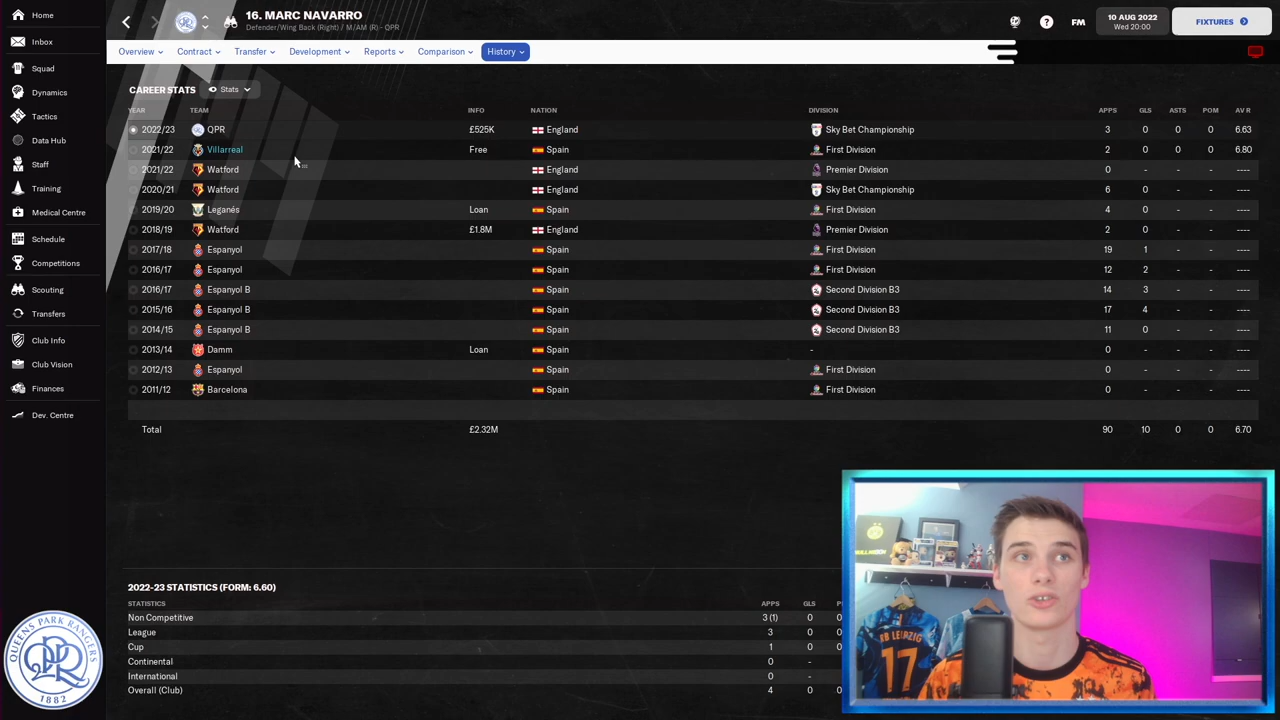 Home
Inbox
Squad
Dynamics
Tactics
Data Hub
Staff
Training
Medical Centre
Schedule
Competitions
Scouting
Transfers
Club Info
Club Vision
Finances
Dev. Centre
QUEENS PARK RANGERS
1882
16. MARC NAVARRO
Defender/Wing Back (Right) / M/AM (R) - QPR
FM
10 AUG 2022
Wed 20:00
FIXTURES
Overview Contract Transfer Development Reports Comparison History
CAREER STATS Stats
YEAR TEAM INFO NATION DIVISION APPS GLS ASTS POM AV R
2022/23 QPR £525K England Sky Bet Championship 3 0 0 0 6.63
2021/22 Villarreal Free Spain First Division 2 0 0 0 6.80
2021/22 Watford England Premier Division 0 - - - ----
2020/21 Watford England Sky Bet Championship 6 0 - - ----
2019/20 Leganés Loan Spain First Division 4 0 - - ----
2018/19 Watford £1.8M England Premier Division 2 0 - - ----
2017/18 Espanyol Spain First Division 19 1 - - ----
2016/17 Espanyol Spain First Division 12 2 - - ----
2016/17 Espanyol B Spain Second Division B3 14 3 - - ----
2015/16 Espanyol B Spain Second Division B3 17 4 - - ----
2014/15 Espanyol B Spain Second Division B3 11 0 - - ----
2013/14 Damm Loan Spain - 0 - - - ----
2012/13 Espanyol Spain First Division 0 - - - ----
2011/12 Barcelona Spain First Division 0 - - - ----
Total £2.32M 90 10 0 0 6.70
2022-23 STATISTICS (FORM: 6.60)
STATISTICS APPS GLS
Non Competitive 3 (1) 0
League 3 0
Cup 1 0
Continental 0 -
International 0 -
Overall (Club) 4 0
LEIPZIG
17